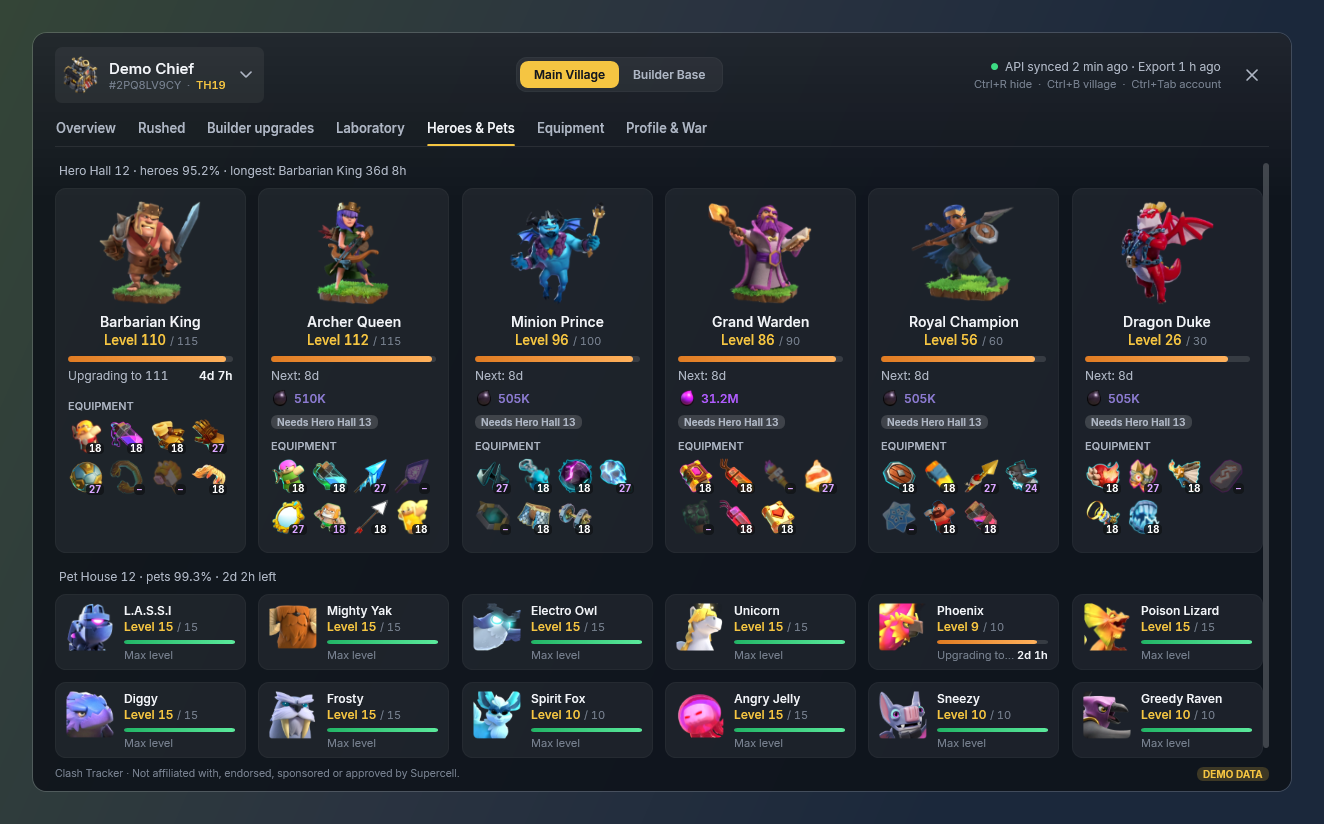 Demo Chief
#2PQ8LV9CY · TH19
Main Village
Builder Base
API synced 2 min ago · Export 1 h ago
Ctrl+R hide · Ctrl+B village · Ctrl+Tab account
Overview Rushed Builder upgrades Laboratory Heroes & Pets Equipment Profile & War
Hero Hall 12 · heroes 95.2% · longest: Barbarian King 36d 8h
Barbarian King
Level 110 / 115
Upgrading to 111 4d 7h
EQUIPMENT
18 18 18 27
27 – – 18
Archer Queen
Level 112 / 115
Next: 8d
510K
Needs Hero Hall 13
EQUIPMENT
18 18 27 –
27 18 18 18
Minion Prince
Level 96 / 100
Next: 8d
505K
Needs Hero Hall 13
EQUIPMENT
27 18 18 27
– 18 18
Grand Warden
Level 86 / 90
Next: 8d
31.2M
Needs Hero Hall 13
EQUIPMENT
18 18 – 27
– 18 18
Royal Champion
Level 56 / 60
Next: 8d
505K
Needs Hero Hall 13
EQUIPMENT
18 18 27 24
– 18 18
Dragon Duke
Level 26 / 30
Next: 8d
505K
Needs Hero Hall 13
EQUIPMENT
18 27 18 –
18 18
Pet House 12 · pets 99.3% · 2d 2h left
L.A.S.S.I
Level 15 / 15
Max level
Mighty Yak
Level 15 / 15
Max level
Electro Owl
Level 15 / 15
Max level
Unicorn
Level 15 / 15
Max level
Phoenix
Level 9 / 10
Upgrading to... 2d 1h
Poison Lizard
Level 15 / 15
Max level
Diggy
Level 15 / 15
Max level
Frosty
Level 15 / 15
Max level
Spirit Fox
Level 10 / 10
Max level
Angry Jelly
Level 15 / 15
Max level
Sneezy
Level 10 / 10
Max level
Greedy Raven
Level 10 / 10
Max level
Clash Tracker · Not affiliated with, endorsed, sponsored or approved by Supercell.
DEMO DATA